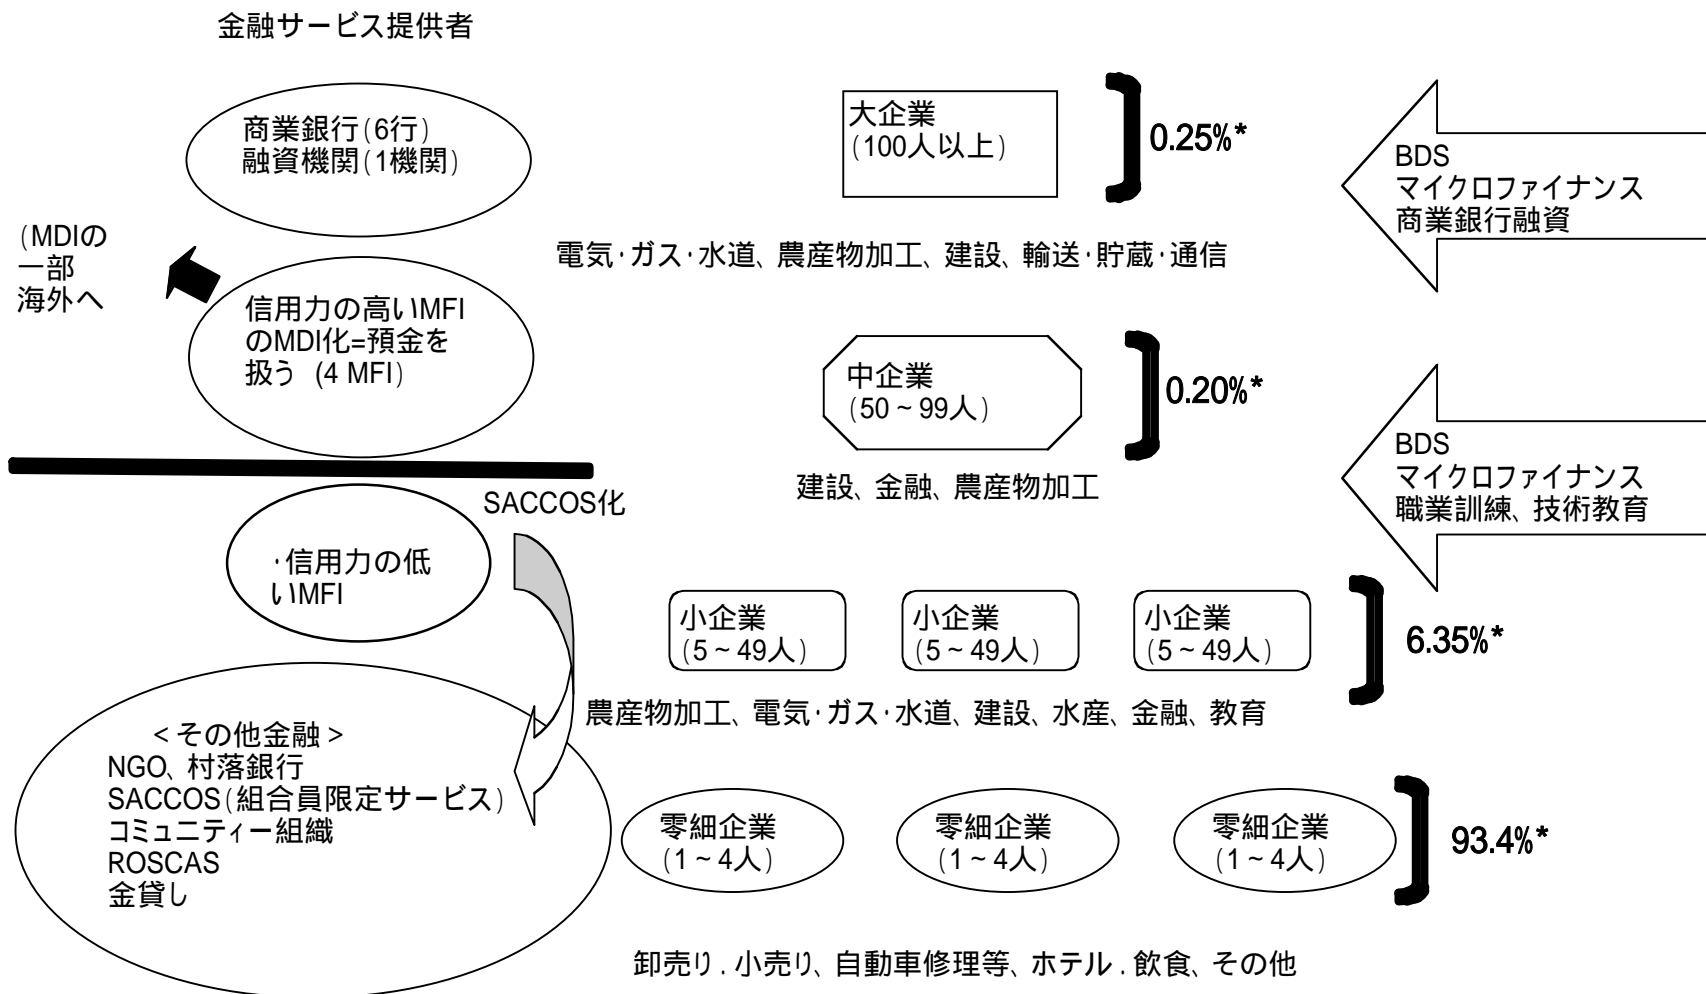 金融サービス提供者
商業銀行(6行)
融資機関(1機関)
大企業
(100人以上)
0.25%*
BDS
マイクロファイナンス
商業銀行融資
(MDIの
一部
海外へ
電気・ガス・水道、農産物加工、建設、輸送・貯蔵・通信
信用力の高いMFI
のMDI化=預金を
扱う (4 MFI)
中企業
(50~99人)
0.20%*
建設、金融、農産物加工
BDS
マイクロファイナンス
職業訓練、技術教育
SACCOS化
・信用力の低
いMFI
小企業
(5~49人)
小企業
(5~49人)
小企業
(5~49人)
6.35%*
農産物加工、電気・ガス・水道、建設、水産、金融、教育
<その他金融>
NGO、村落銀行
SACCOS(組合員限定サービス)
コミュニティー組織
ROSCAS
金貸し
零細企業
(1~4人)
零細企業
(1~4人)
零細企業
(1~4人)
93.4%*
卸売り.小売り、自動車修理等、ホテル.飲食、その他